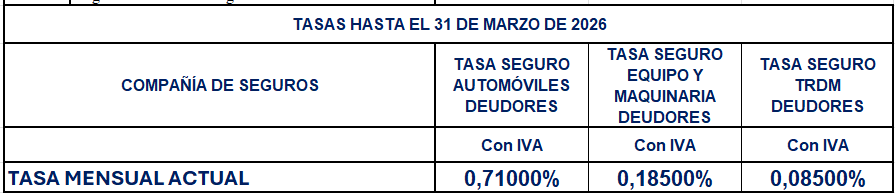 TASAS HASTA EL 31 DE MARZO DE 2026
COMPAÑÍA DE SEGUROS
TASA SEGURO
AUTOMÓVILES
DEUDORES
TASA SEGURO
EQUIPO Y
MAQUINARIA
DEUDORES
TASA SEGURO
TRDM
DEUDORES
Con IVA
Con IVA
Con IVA
TASA MENSUAL ACTUAL
0,71000%
0,18500%
0,08500%